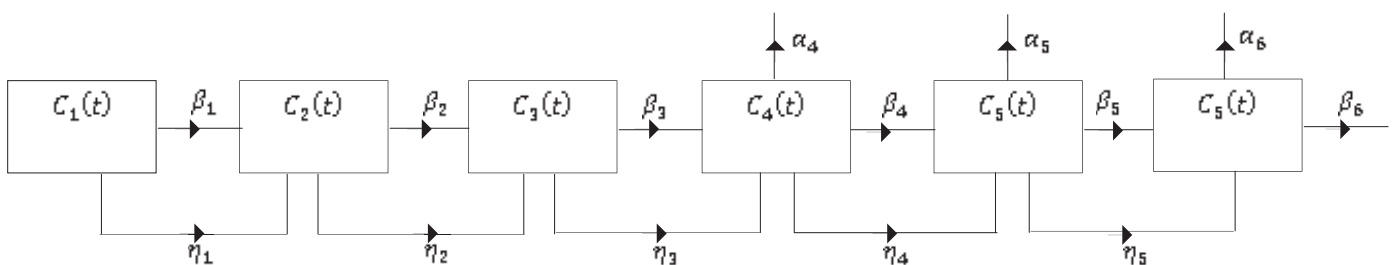 α₄ α₅ α₆
C₁(t) β₁ C₂(t) β₂ C₃(t) β₃ C₄(t) β₄ C₅(t) β₅ C₅(t) β₆
η₁ η₂ η₃ η₄ η₅